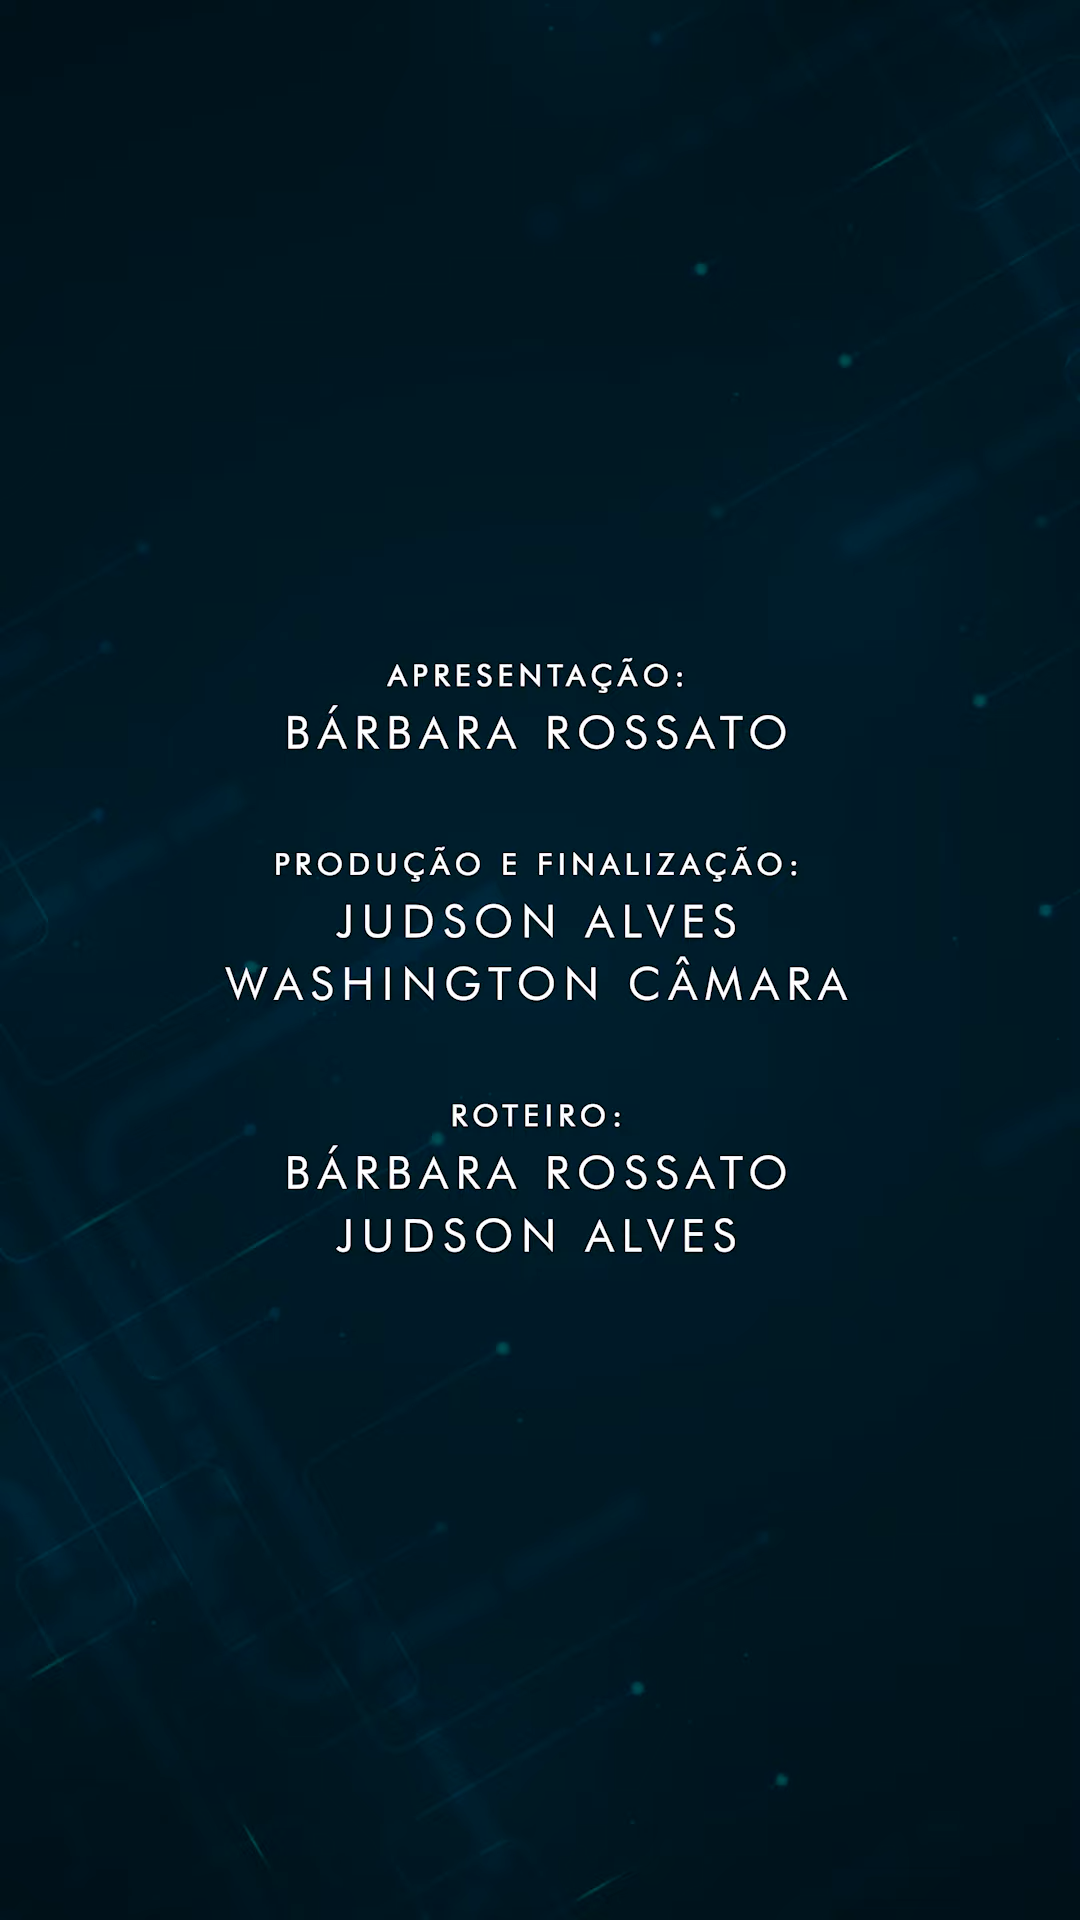 APRESENTAÇÃO:
BÁRBARA ROSSATO
PRODUÇÃO E FINALIZAÇÃO:
JUDSON ALVES
WASHINGTON CÂMARA
ROTEIRO:
BÁRBARA ROSSATO
JUDSON ALVES